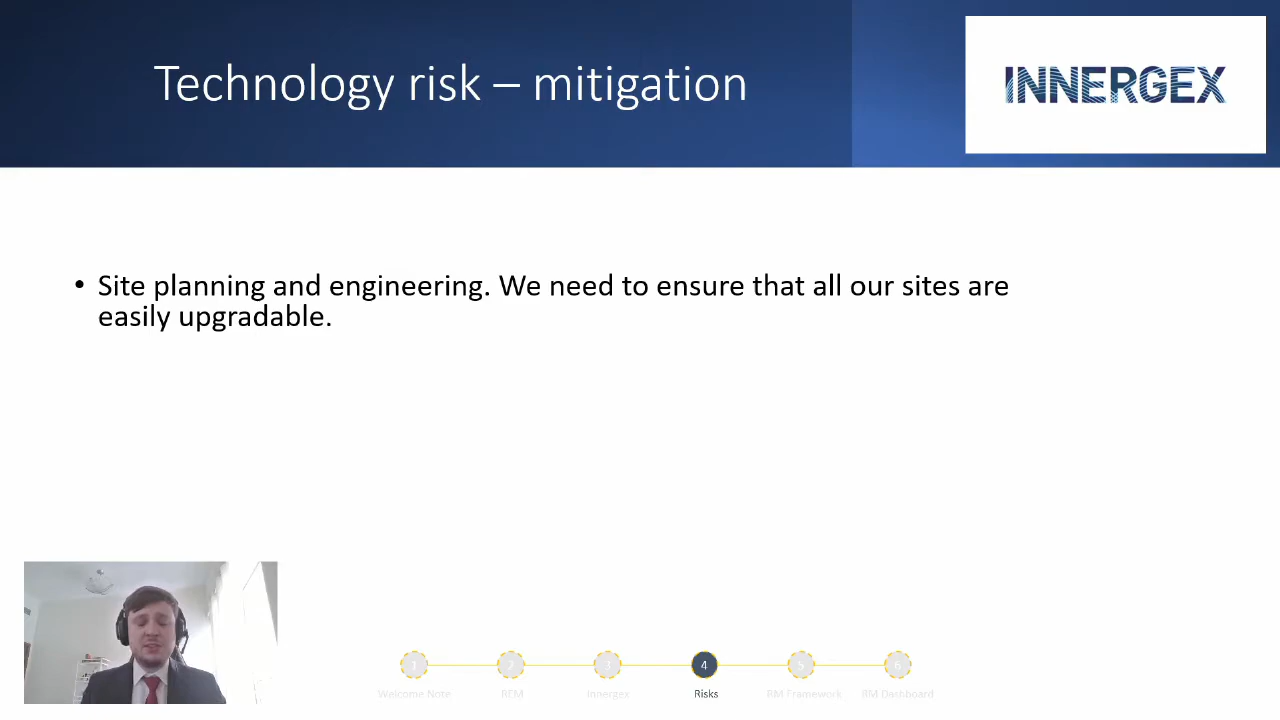 Technology risk – mitigation
INNERGEX
• Site planning and engineering. We need to ensure that all our sites are
easily upgradable.
1 2 3 4 5 6
Welcome Note REM Innergex Risks RM Framework RM Dashboard